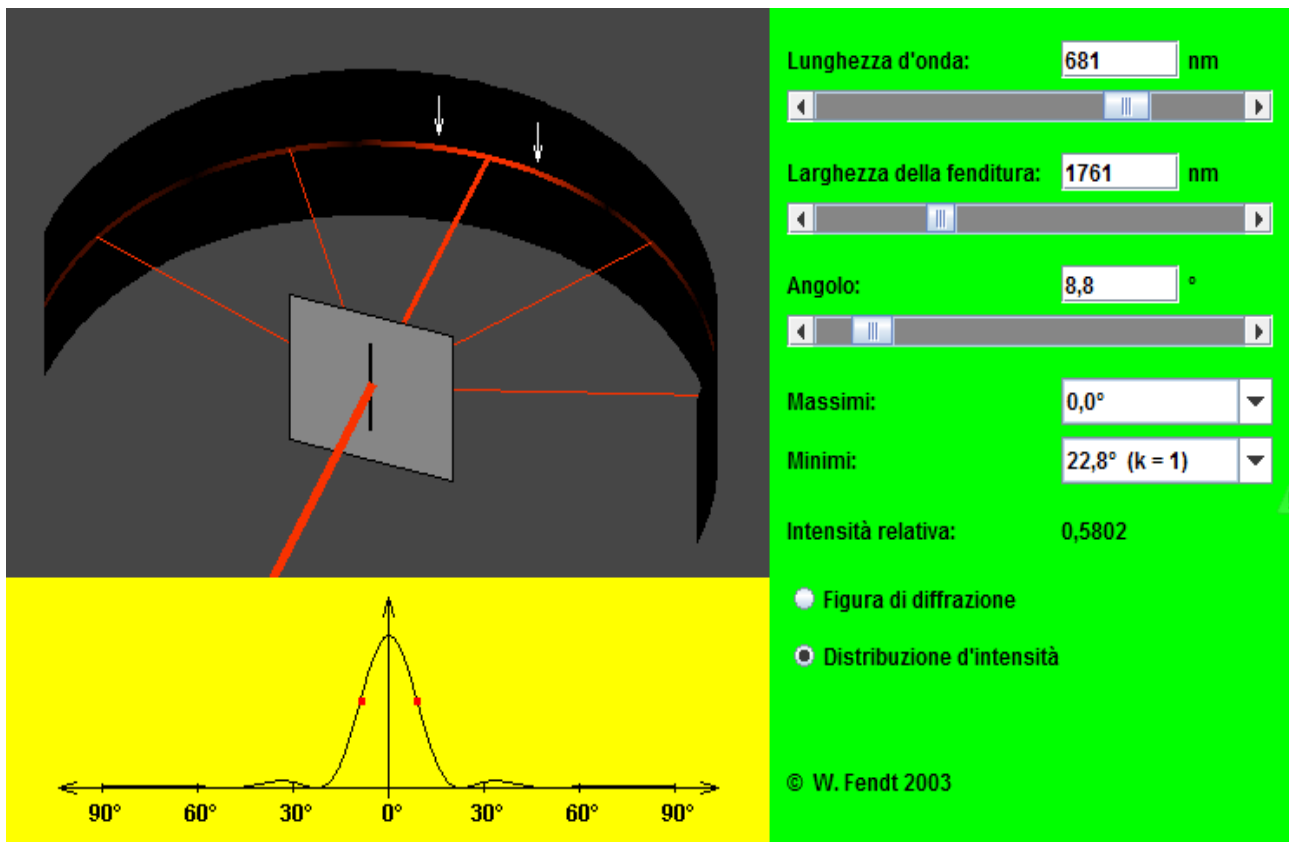 Lunghezza d'onda: 681 nm
Larghezza della fenditura: 1761 nm
Angolo: 8,8 °
Massimi: 0,0°
Minimi: 22,8° (k = 1)
Intensità relativa: 0,5802
Figura di diffrazione
Distribuzione d'intensità
© W. Fendt 2003
90° 60° 30° 0° 30° 60° 90°